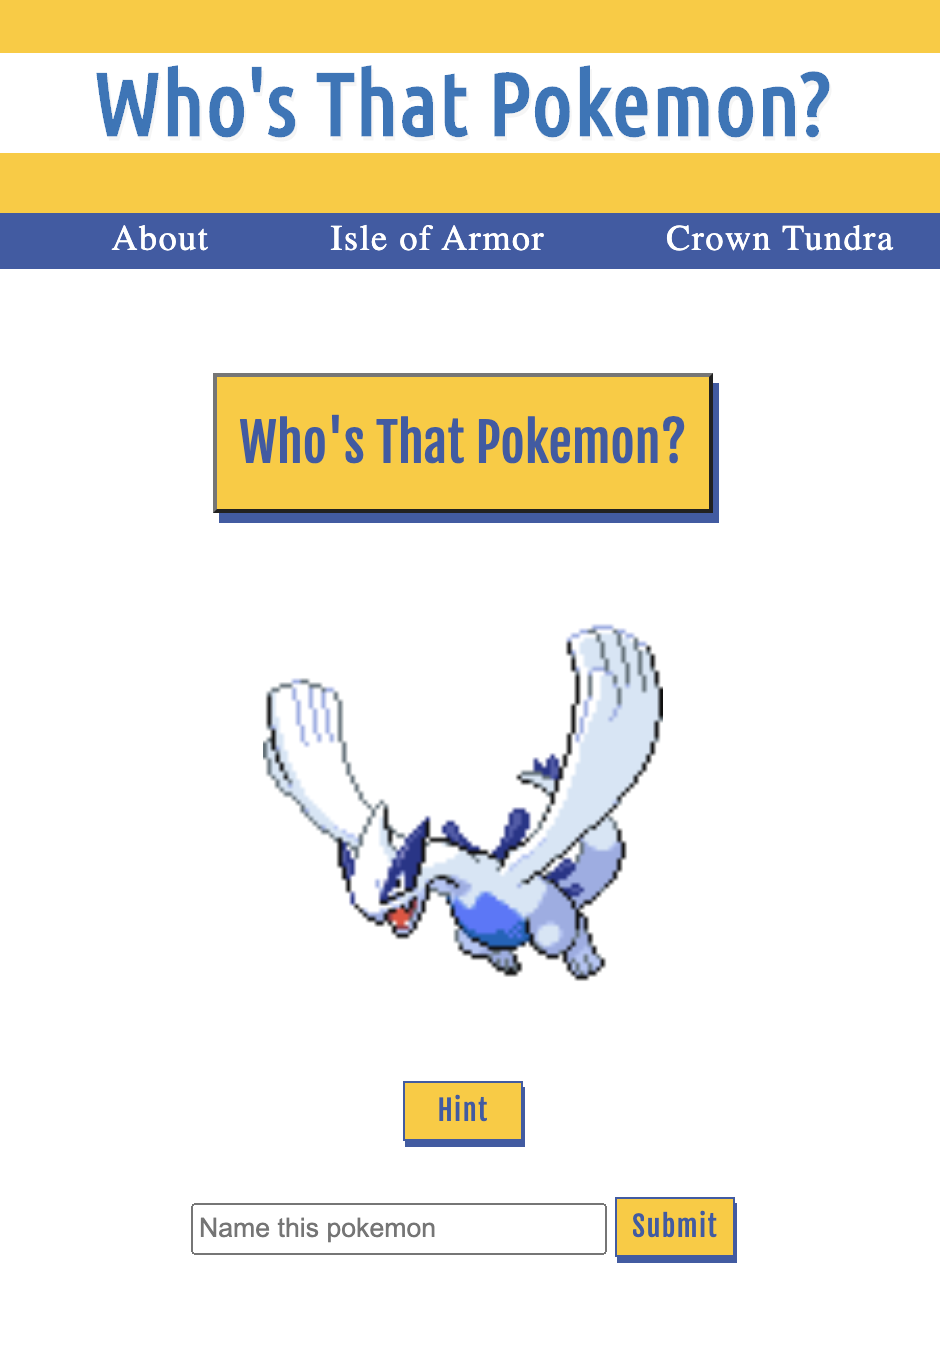 Who's That Pokemon?
About Isle of Armor Crown Tundra
Who's That Pokemon?
Hint
Name this pokemon Submit